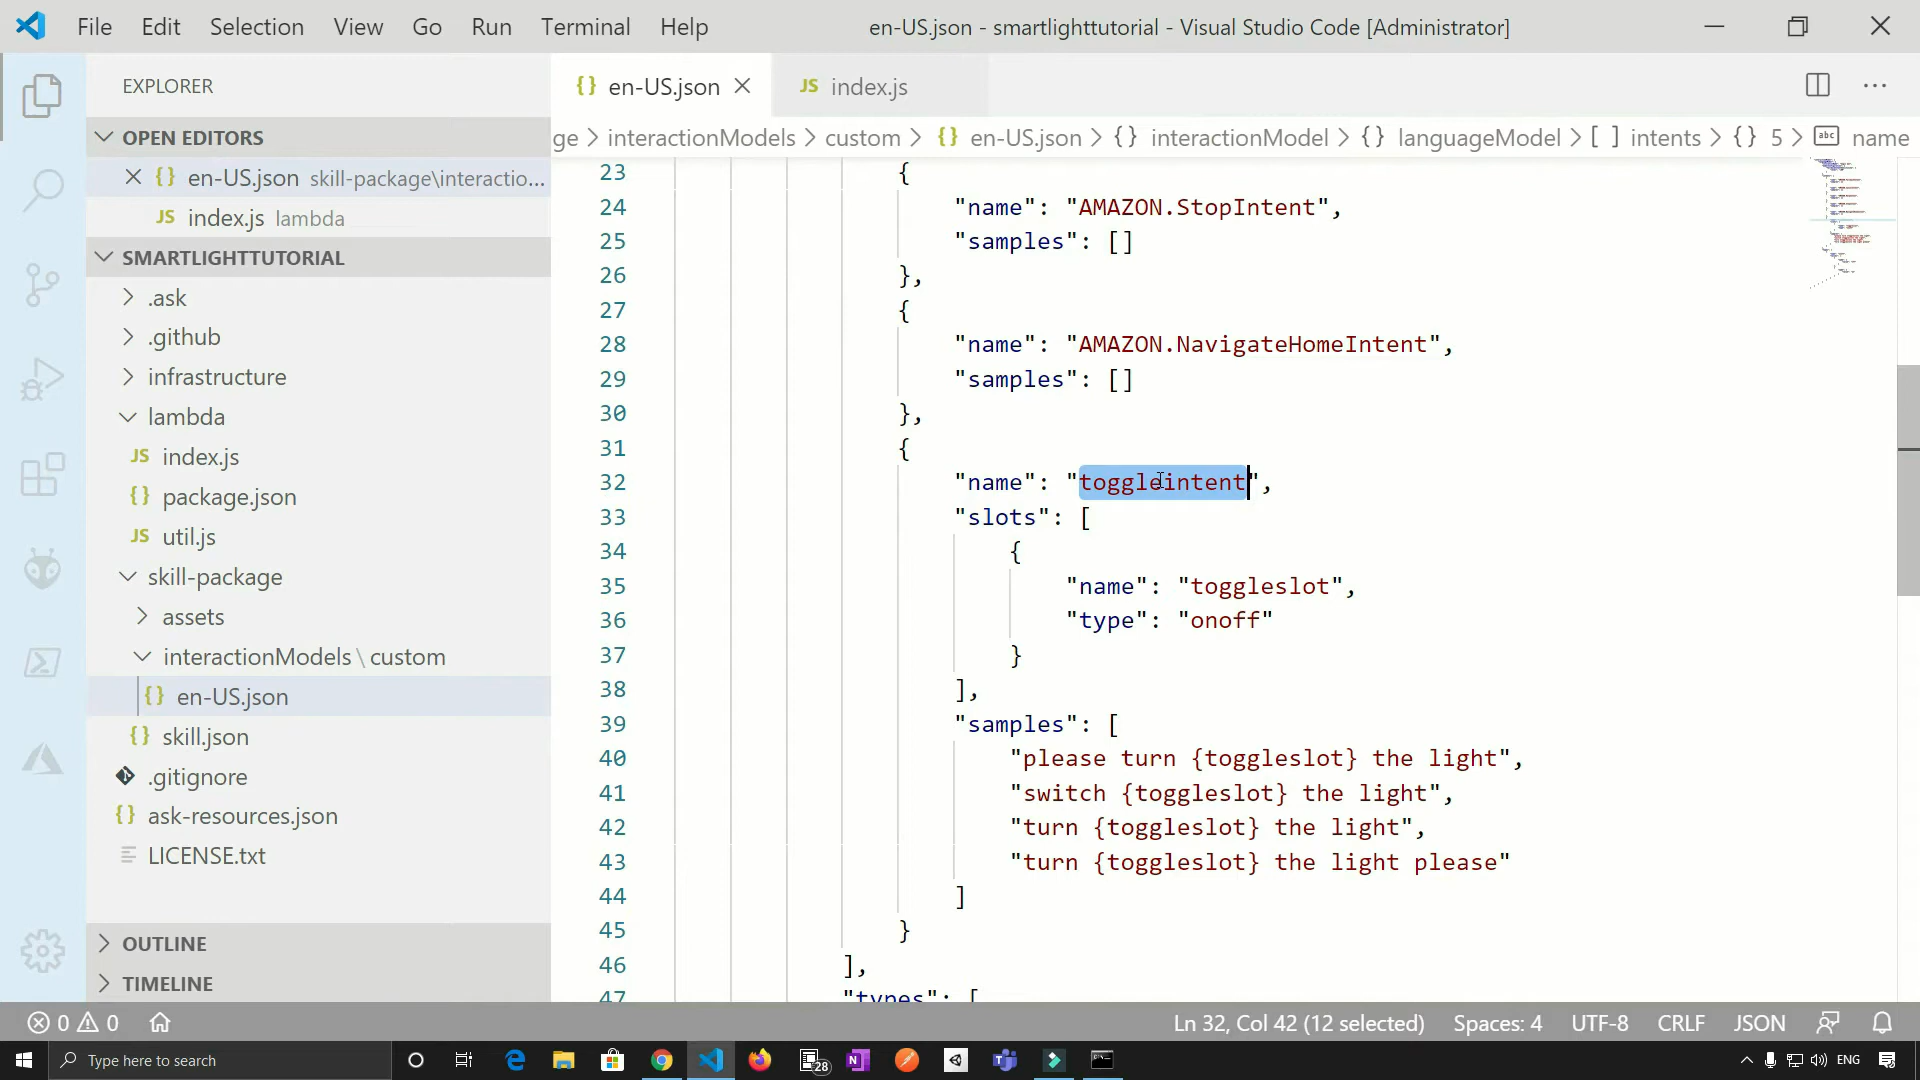 File Edit Selection View Go Run Terminal Help en-US.json - smartlighttutorial - Visual Studio Code [Administrator]
EXPLORER
{} en-US.json
JS index.js
OPEN EDITORS
{} en-US.json skill-package\interactio...
JS index.js lambda
SMARTLIGHTTUTORIAL
.ask
.github
infrastructure
lambda
JS index.js
{} package.json
JS util.js
skill-package
assets
interactionModels \ custom
{} en-US.json
{} skill.json
.gitignore
{} ask-resources.json
LICENSE.txt
OUTLINE
TIMELINE
ge > interactionModels > custom > {} en-US.json > {} interactionModel > {} languageModel > [ ] intents > {} 5 > abc name
23 {
24 "name": "AMAZON.StopIntent",
25 "samples": []
26 },
27 {
28 "name": "AMAZON.NavigateHomeIntent",
29 "samples": []
30 },
31 {
32 "name": "toggleintent",
33 "slots": [
34 {
35 "name": "toggleslot",
36 "type": "onoff"
37 }
38 ],
39 "samples": [
40 "please turn {toggleslot} the light",
41 "switch {toggleslot} the light",
42 "turn {toggleslot} the light",
43 "turn {toggleslot} the light please"
44 ]
45 }
46 ],
47 "types": [
0 0 Ln 32, Col 42 (12 selected) Spaces: 4 UTF-8 CRLF JSON
Type here to search 28 ENG